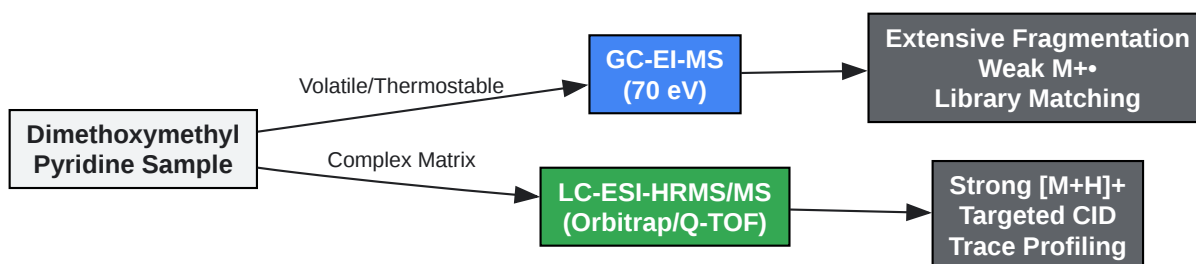 Dimethoxymethyl
Pyridine Sample
Volatile/Thermostable
Complex Matrix
GC-EI-MS
(70 eV)
LC-ESI-HRMS/MS
(Orbitrap/Q-TOF)
Extensive Fragmentation
Weak M+•
Library Matching
Strong [M+H]+
Targeted CID
Trace Profiling